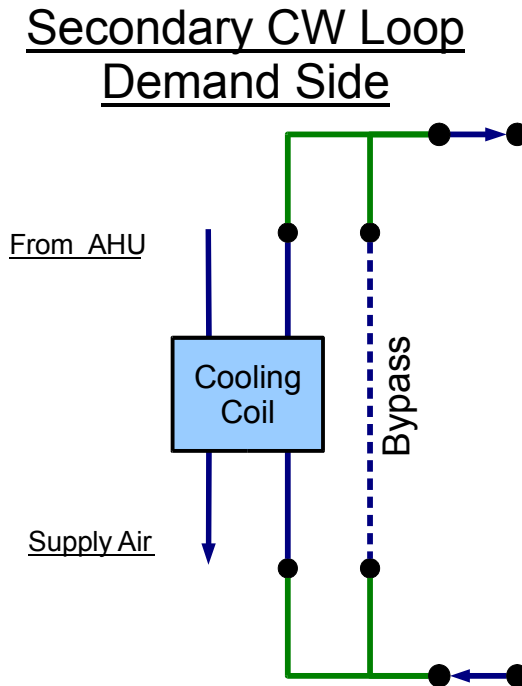 Secondary CW Loop
Demand Side
From AHU
Cooling
Coil
Bypass
Supply Air